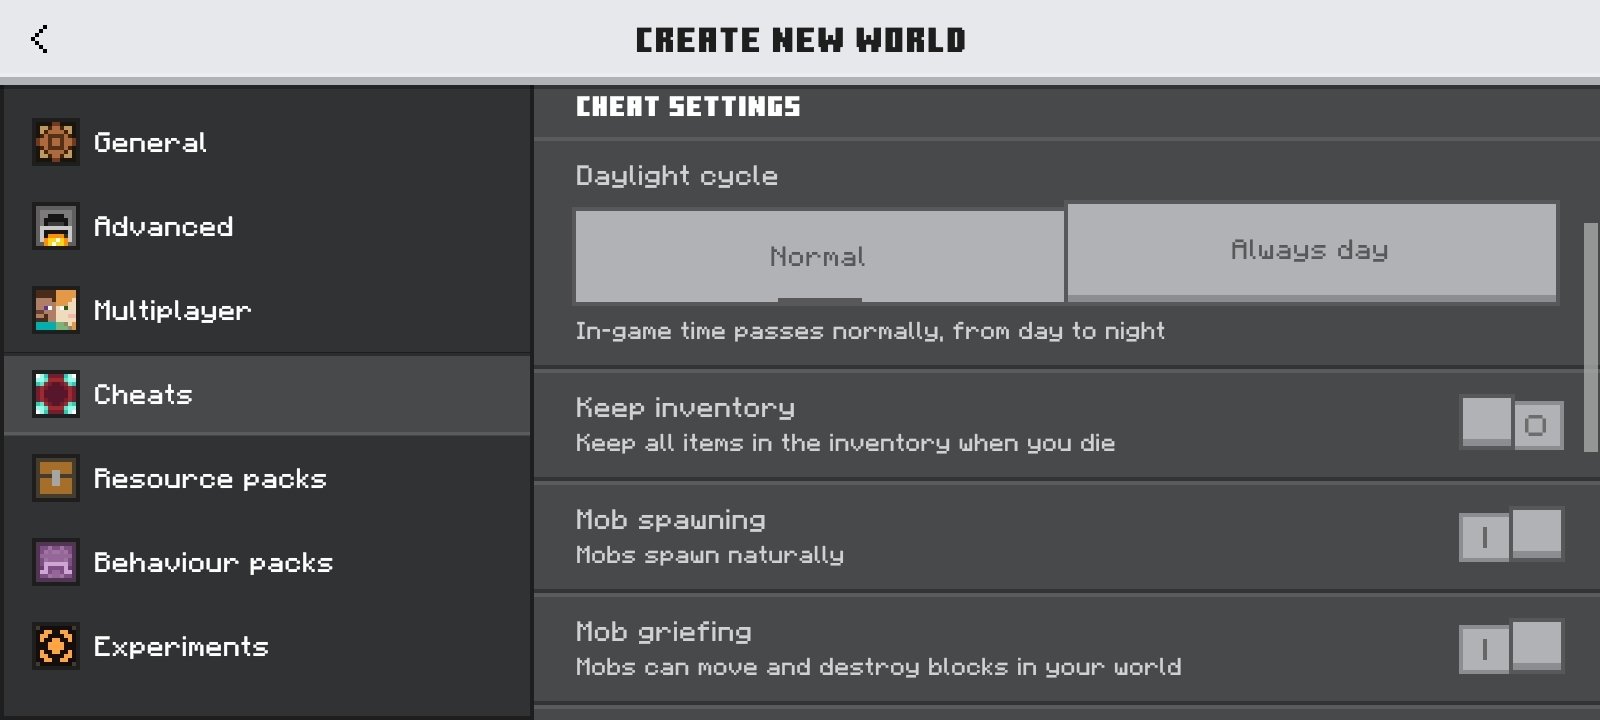 CREATE NEW WORLD
General
Advanced
Multiplayer
Cheats
Resource packs
Behaviour packs
Experiments
CHEAT SETTINGS
Daylight cycle
Normal
Always day
In-game time passes normally, from day to night
Keep inventory
Keep all items in the inventory when you die
Mob spawning
Mobs spawn naturally
Mob griefing
Mobs can move and destroy blocks in your world